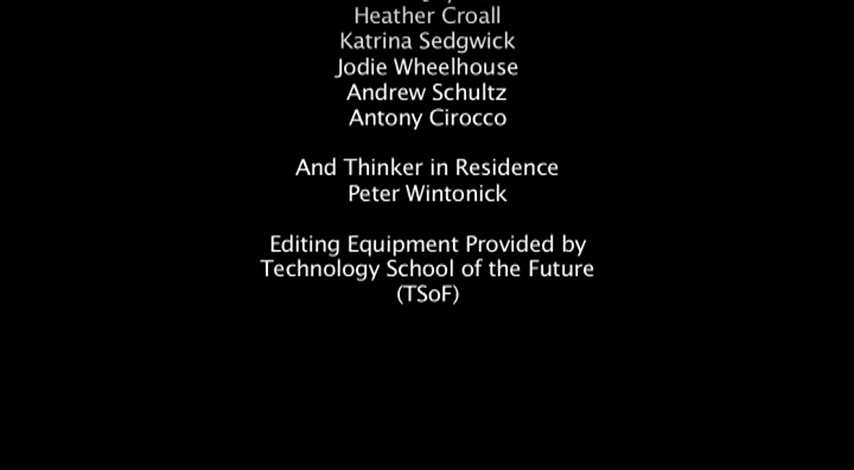 Heather Croall
Katrina Sedgwick
Jodie Wheelhouse
Andrew Schultz
Antony Cirocco
And Thinker in Residence
Peter Wintonick
Editing Equipment Provided by
Technology School of the Future
(TSoF)